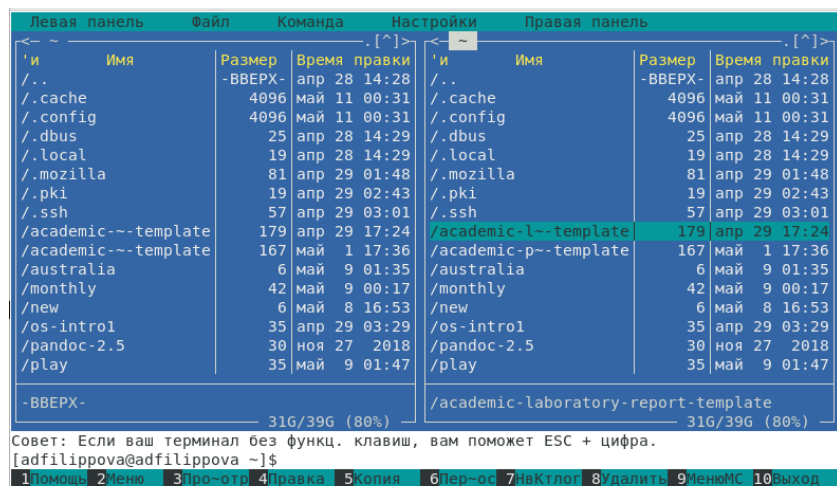 Левая панель Файл Команда Настройки Правая панель
<— ~ .[^]>
'и Имя Размер Время правки
/.. -ВВЕРХ- апр 28 14:28
/.cache 4096 май 11 00:31
/.config 4096 май 11 00:31
/.dbus 25 апр 28 14:29
/.local 19 апр 28 14:29
/.mozilla 81 апр 29 01:48
/.pki 19 апр 29 02:43
/.ssh 57 апр 29 03:01
/academic-~-template 179 апр 29 17:24
/academic-~-template 167 май 1 17:36
/australia 6 май 9 01:35
/monthly 42 май 9 00:17
/new 6 май 8 16:53
/os-intro1 35 апр 29 03:29
/pandoc-2.5 30 ноя 27 2018
/play 35 май 9 01:47
-ВВЕРХ-
31G/39G (80%)
<— ~ .[^]>
'и Имя Размер Время правки
/.. -ВВЕРХ- апр 28 14:28
/.cache 4096 май 11 00:31
/.config 4096 май 11 00:31
/.dbus 25 апр 28 14:29
/.local 19 апр 28 14:29
/.mozilla 81 апр 29 01:48
/.pki 19 апр 29 02:43
/.ssh 57 апр 29 03:01
/academic-l~-template 179 апр 29 17:24
/academic-p~-template 167 май 1 17:36
/australia 6 май 9 01:35
/monthly 42 май 9 00:17
/new 6 май 8 16:53
/os-intro1 35 апр 29 03:29
/pandoc-2.5 30 ноя 27 2018
/play 35 май 9 01:47
/academic-laboratory-report-template
31G/39G (80%)
Совет: Если ваш терминал без функц. клавиш, вам поможет ESC + цифра.
[adfilippova@adfilippova ~]$
1Помощь 2Меню 3Про~отр 4Правка 5Копия 6Пер~ос 7НвКтлог 8Удалить 9МенюМС 10Выход